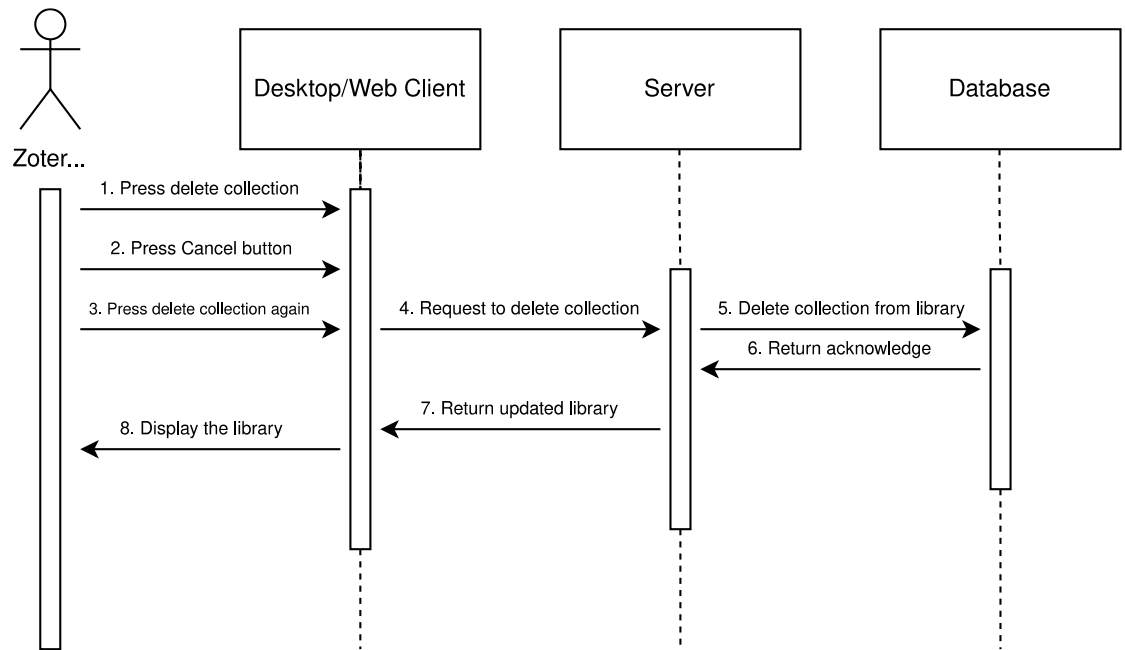 Desktop/Web Client
Server
Database
Zoter...
1. Press delete collection
2. Press Cancel button
3. Press delete collection again
4. Request to delete collection
5. Delete collection from library
6. Return acknowledge
7. Return updated library
8. Display the library